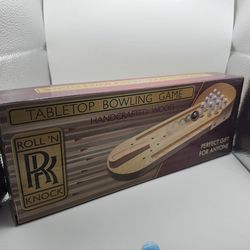 TABLETOP BOWLING GAME
HANDCRAFTED WOOD
ROLL 'N
RR
KNOCK
PERFECT GIFT
FOR ANYONE